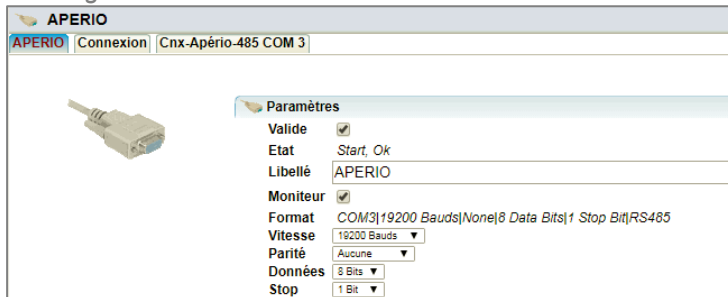 APERIO
APERIO Connexion Cnx-Apério-485 COM 3
Paramètres
Valide
Etat Start, Ok
Libellé APERIO
Moniteur
Format COM3|19200 Bauds|None|8 Data Bits|1 Stop Bit|RS485
Vitesse 19200 Bauds
Parité Aucune
Données 8 Bits
Stop 1 Bit